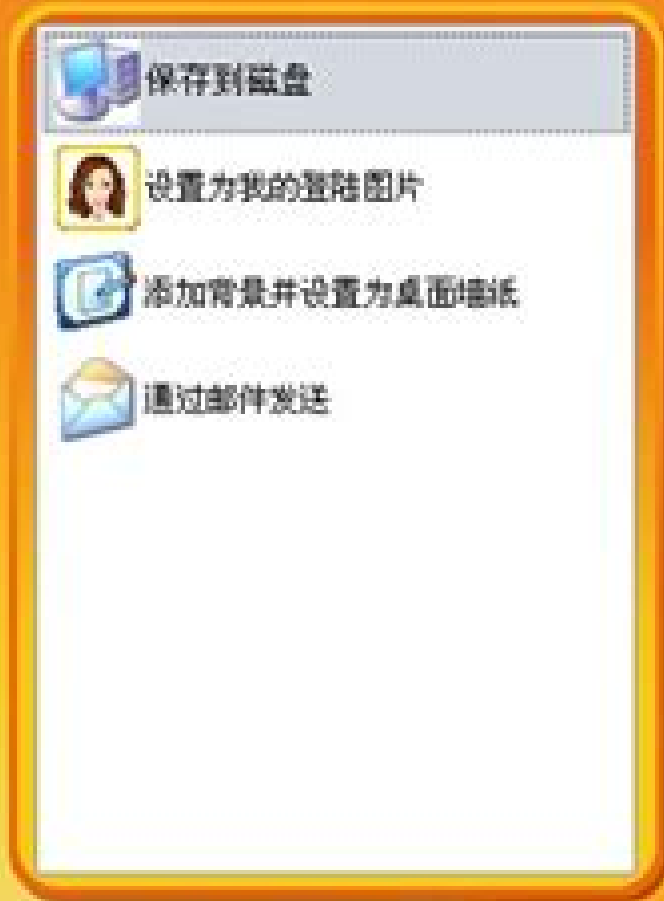 保存到磁盘
设置为我的登陆图片
添加背景并设置为桌面墙纸
通过邮件发送